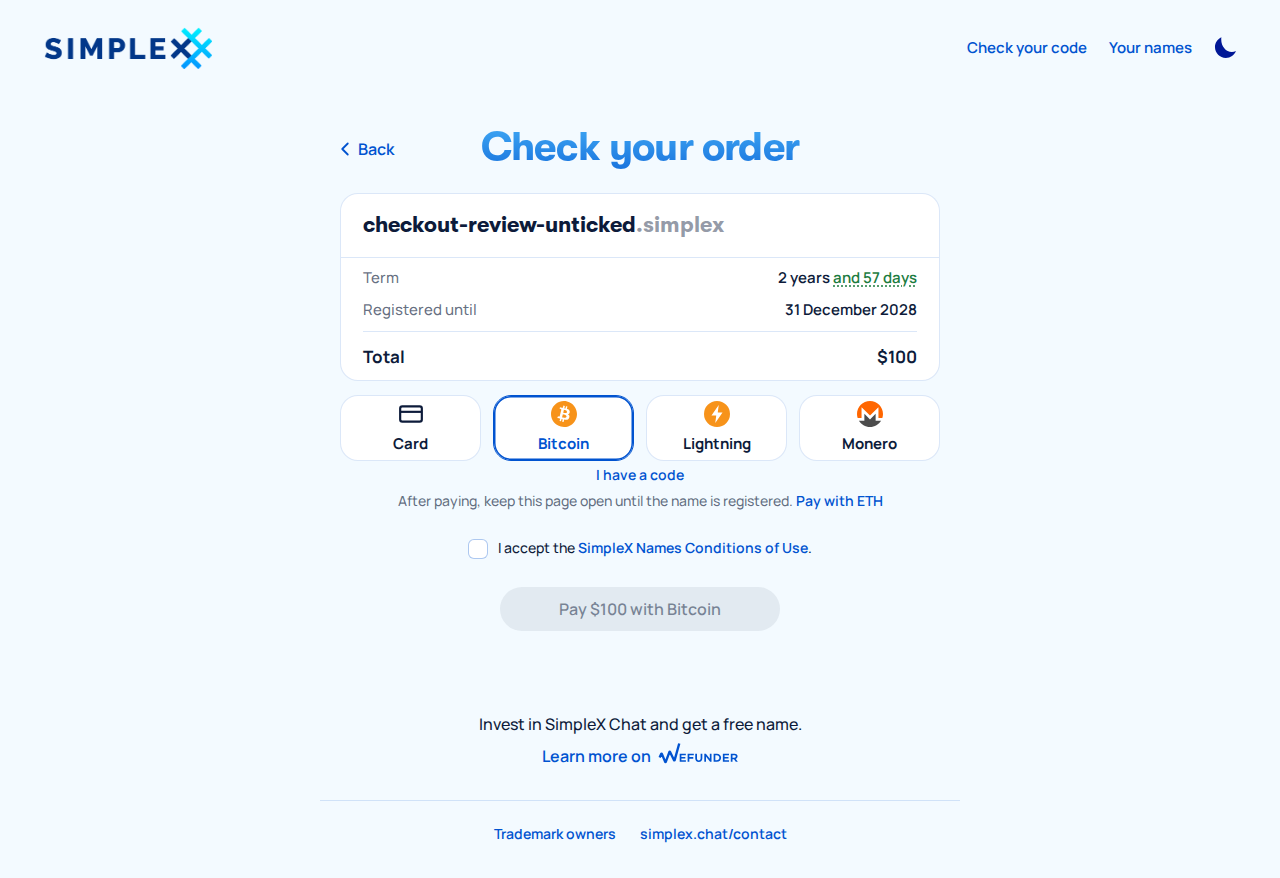 SIMPLEX
Check your code
Your names
Back
Check your order
checkout-review-unticked.simplex
Term
2 years and 57 days
Registered until
31 December 2028
Total
$100
Card
Bitcoin
Lightning
Monero
I have a code
After paying, keep this page open until the name is registered. Pay with ETH
I accept the SimpleX Names Conditions of Use.
Pay $100 with Bitcoin
Invest in SimpleX Chat and get a free name.
Learn more on WEFUNDER
Trademark owners
simplex.chat/contact